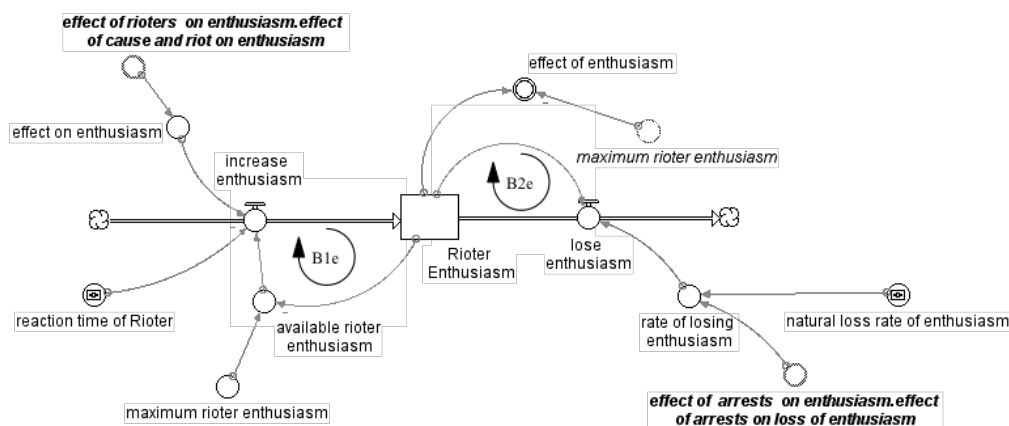 effect of rioters on enthusiasm.effect
of cause and riot on enthusiasm
effect of enthusiasm
effect on enthusiasm
maximum rioter enthusiasm
increase
enthusiasm
B2e
B1e
Rioter
Enthusiasm
lose
enthusiasm
reaction time of Rioter
available rioter
enthusiasm
rate of losing
enthusiasm
natural loss rate of enthusiasm
maximum rioter enthusiasm
effect of arrests on enthusiasm.effect
of arrests on loss of enthusiasm